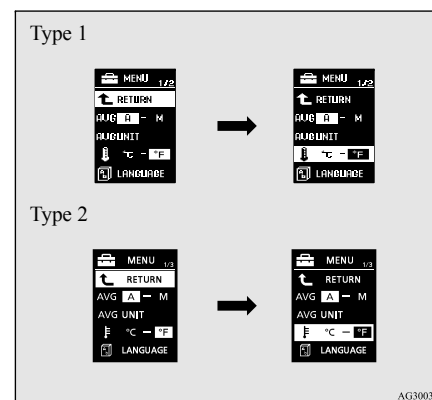 Type 1
MENU 1/2
RETURN
AVG A – M
AVG UNIT
°C – °F
LANGUAGE
MENU 1/2
RETURN
AVG A – M
AVG UNIT
°C – °F
LANGUAGE
Type 2
MENU 1/3
RETURN
AVG A – M
AVG UNIT
°C – °F
LANGUAGE
MENU 1/3
RETURN
AVG A – M
AVG UNIT
°C – °F
LANGUAGE
AG3003